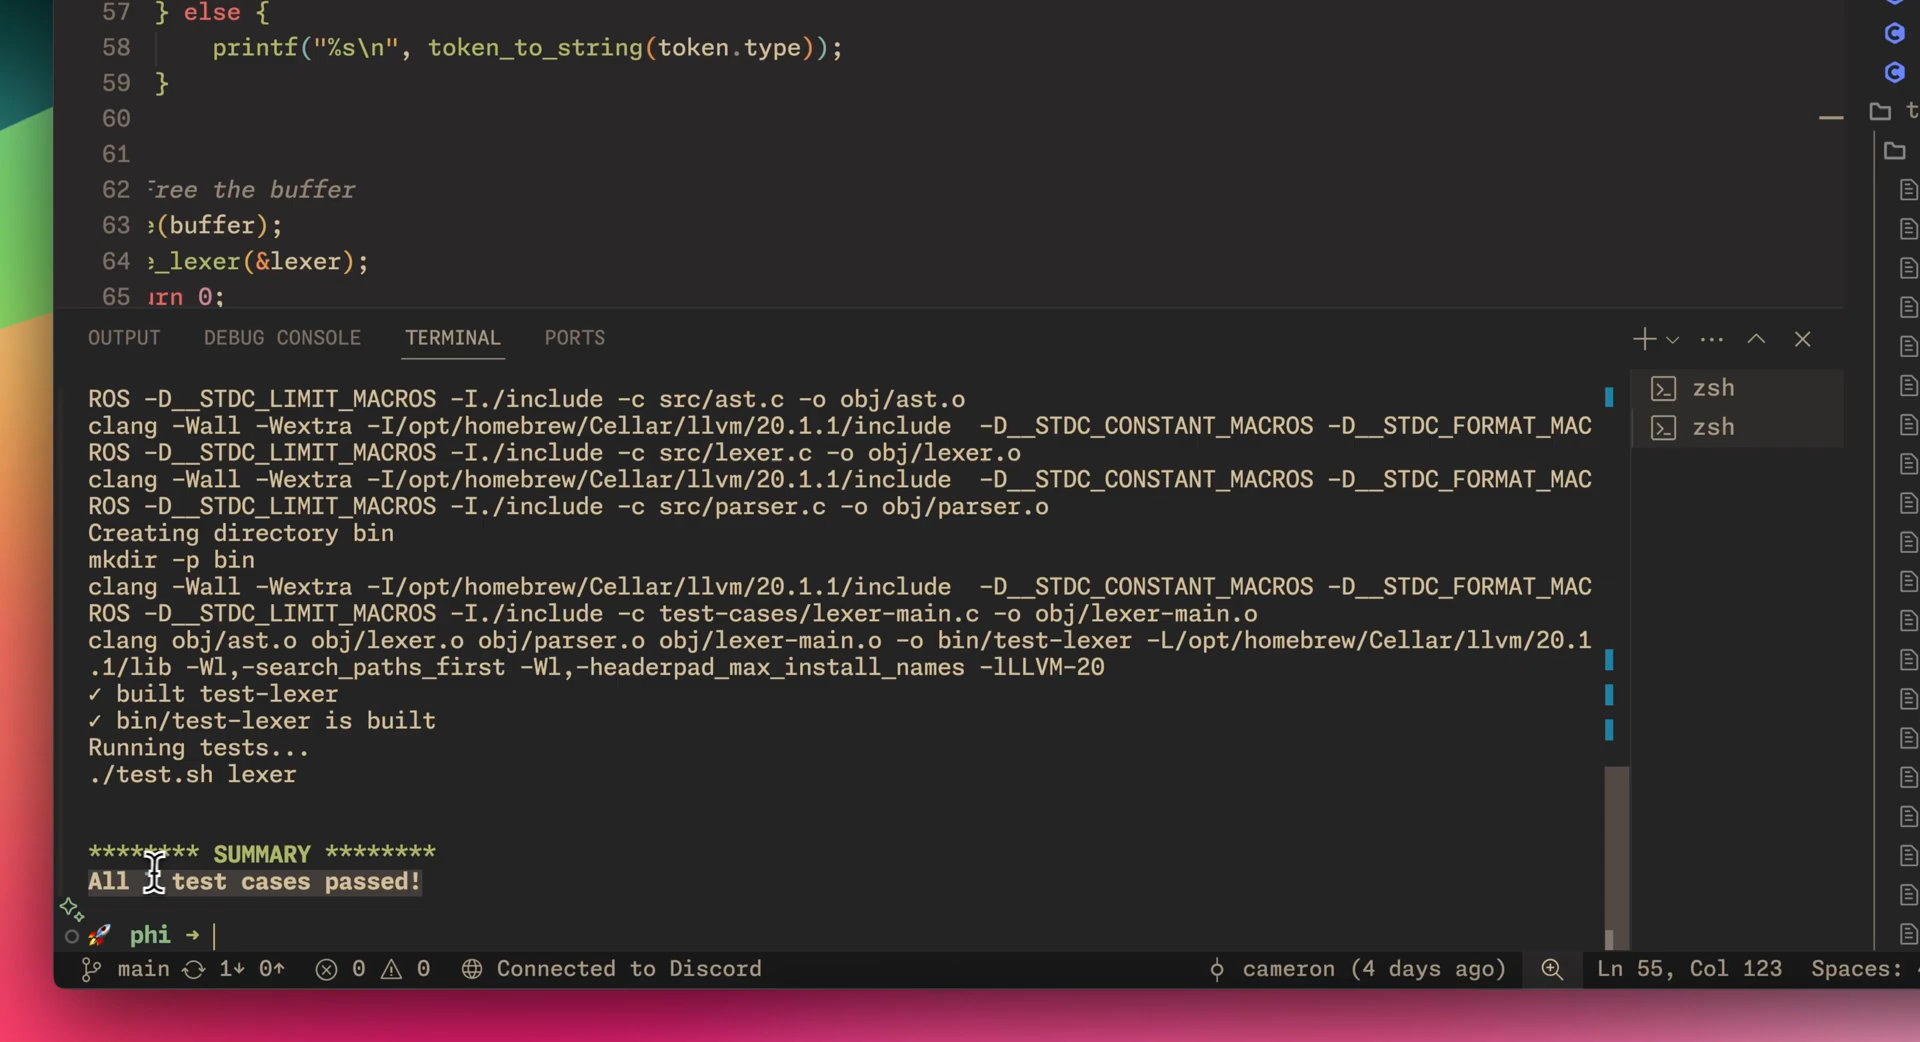 57 } else {
58 printf("%s\n", token_to_string(token.type));
59 }
60
61
62 Free the buffer
63 e(buffer);
64 e_lexer(&lexer);
65 urn 0;
t
OUTPUT DEBUG CONSOLE TERMINAL PORTS
zsh
zsh
ROS -D__STDC_LIMIT_MACROS -I./include -c src/ast.c -o obj/ast.o
clang -Wall -Wextra -I/opt/homebrew/Cellar/llvm/20.1.1/include  -D__STDC_CONSTANT_MACROS -D__STDC_FORMAT_MAC
ROS -D__STDC_LIMIT_MACROS -I./include -c src/lexer.c -o obj/lexer.o
clang -Wall -Wextra -I/opt/homebrew/Cellar/llvm/20.1.1/include  -D__STDC_CONSTANT_MACROS -D__STDC_FORMAT_MAC
ROS -D__STDC_LIMIT_MACROS -I./include -c src/parser.c -o obj/parser.o
Creating directory bin
mkdir -p bin
clang -Wall -Wextra -I/opt/homebrew/Cellar/llvm/20.1.1/include  -D__STDC_CONSTANT_MACROS -D__STDC_FORMAT_MAC
ROS -D__STDC_LIMIT_MACROS -I./include -c test-cases/lexer-main.c -o obj/lexer-main.o
clang obj/ast.o obj/lexer.o obj/parser.o obj/lexer-main.o -o bin/test-lexer -L/opt/homebrew/Cellar/llvm/20.1
.1/lib -Wl,-search_paths_first -Wl,-headerpad_max_install_names -lLLVM-20
✓ built test-lexer
✓ bin/test-lexer is built
Running tests...
./test.sh lexer
******** SUMMARY ********
All test cases passed!
🚀 phi →
main 1↓ 0↑ 0 0 Connected to Discord cameron (4 days ago) Ln 55, Col 123 Spaces: